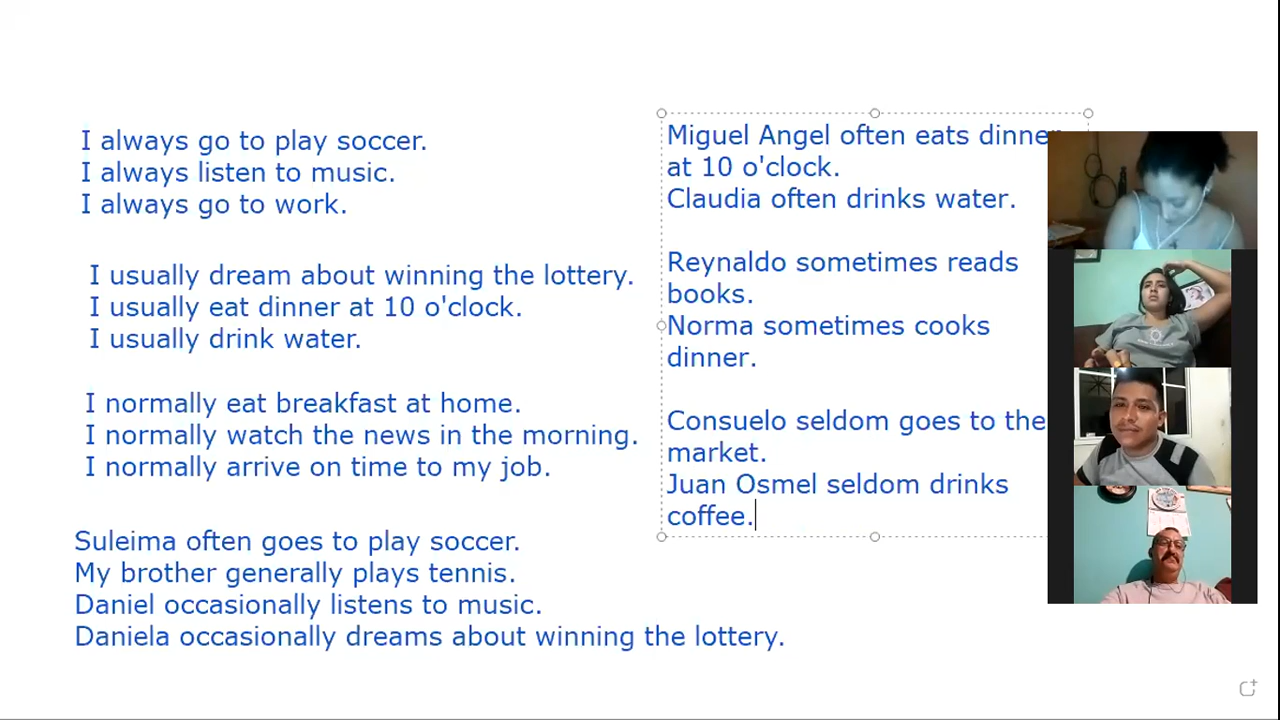 I always go to play soccer.
I always listen to music.
I always go to work.
I usually dream about winning the lottery.
I usually eat dinner at 10 o'clock.
I usually drink water.
I normally eat breakfast at home.
I normally watch the news in the morning.
I normally arrive on time to my job.
Suleima often goes to play soccer.
My brother generally plays tennis.
Daniel occasionally listens to music.
Daniela occasionally dreams about winning the lottery.
Miguel Angel often eats dinner
at 10 o'clock.
Claudia often drinks water.
Reynaldo sometimes reads
books.
Norma sometimes cooks
dinner.
Consuelo seldom goes to the
market.
Juan Osmel seldom drinks
coffee.